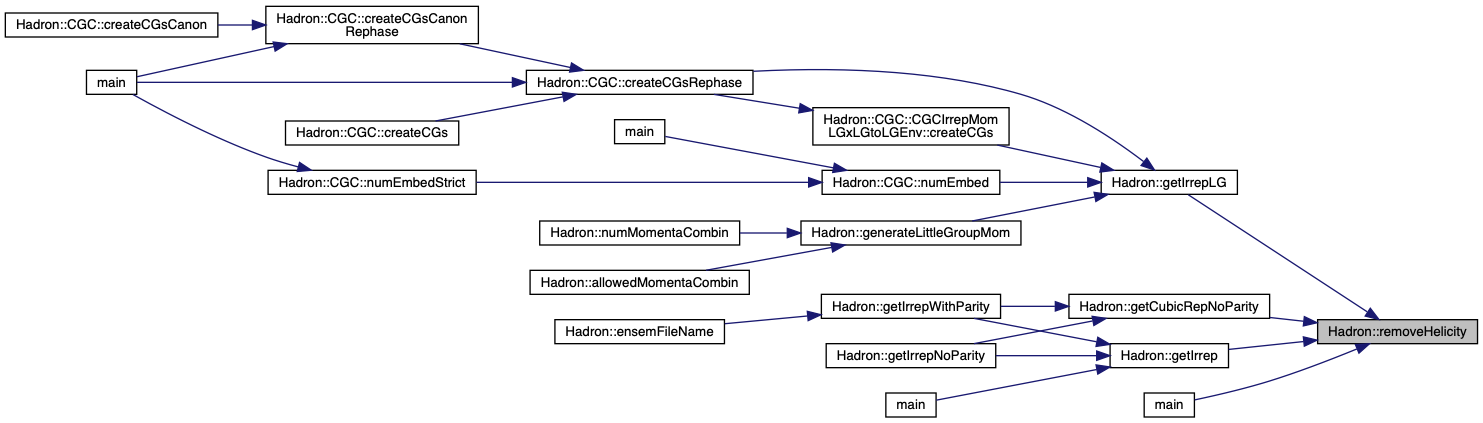 Hadron::CGC::createCGsCanon
Hadron::CGC::createCGsCanon
Rephase
main
Hadron::CGC::createCGsRephase
Hadron::CGC::createCGs
main
Hadron::CGC::CGCIrrepMom
LGxLGtoLGEnv::createCGs
Hadron::CGC::numEmbedStrict
Hadron::CGC::numEmbed
Hadron::getIrrepLG
Hadron::numMomentaCombin
Hadron::generateLittleGroupMom
Hadron::allowedMomentaCombin
Hadron::getIrrepWithParity
Hadron::getCubicRepNoParity
Hadron::ensemFileName
Hadron::removeHelicity
Hadron::getIrrepNoParity
Hadron::getIrrep
main
main